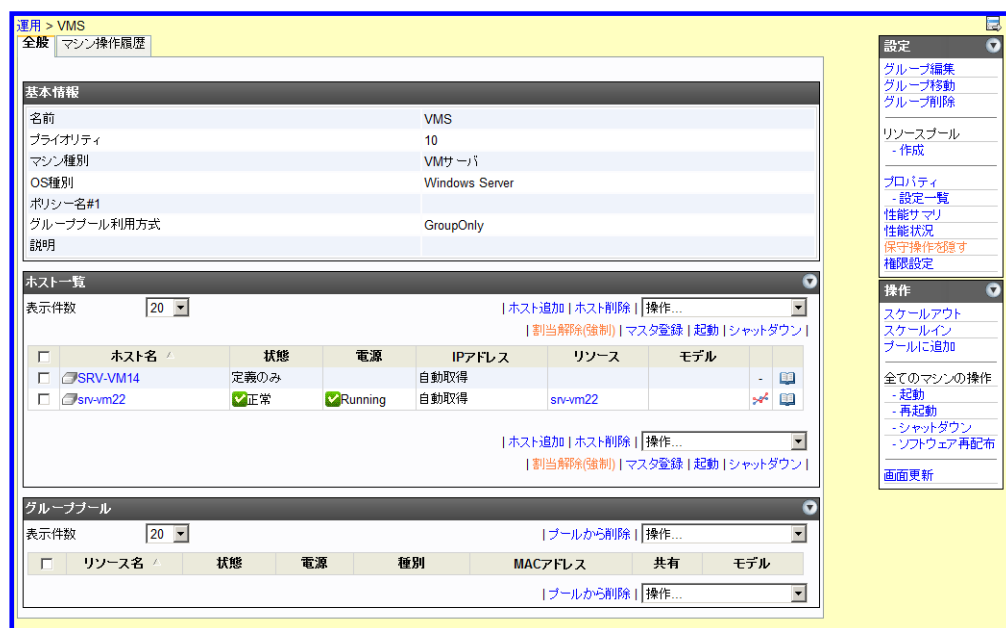 運用 > VMS
全般 マシン操作履歴
基本情報
名前 VMS
プライオリティ 10
マシン種別 VMサーバ
OS種別 Windows Server
ポリシー名#1
グループプール利用方式 GroupOnly
説明
ホスト一覧
表示件数 20 | ホスト追加 | ホスト削除 | 操作...
| 割当解除(強制) | マスタ登録 | 起動 | シャットダウン |
ホスト名 状態 電源 IPアドレス リソース モデル
SRV-VM14 定義のみ 自動取得 -
srv-vm22 正常 Running 自動取得 srv-vm22
| ホスト追加 | ホスト削除 | 操作...
| 割当解除(強制) | マスタ登録 | 起動 | シャットダウン |
グループプール
表示件数 20 | プールから削除 | 操作...
リソース名 状態 電源 種別 MACアドレス 共有 モデル
| プールから削除 | 操作...
設定
グループ編集
グループ移動
グループ削除
リソースプール
- 作成
プロパティ
- 設定一覧
性能サマリ
性能状況
保守操作を隠す
権限設定
操作
スケールアウト
スケールイン
プールに追加
全てのマシンの操作
- 起動
- 再起動
- シャットダウン
- ソフトウェア再配布
画面更新